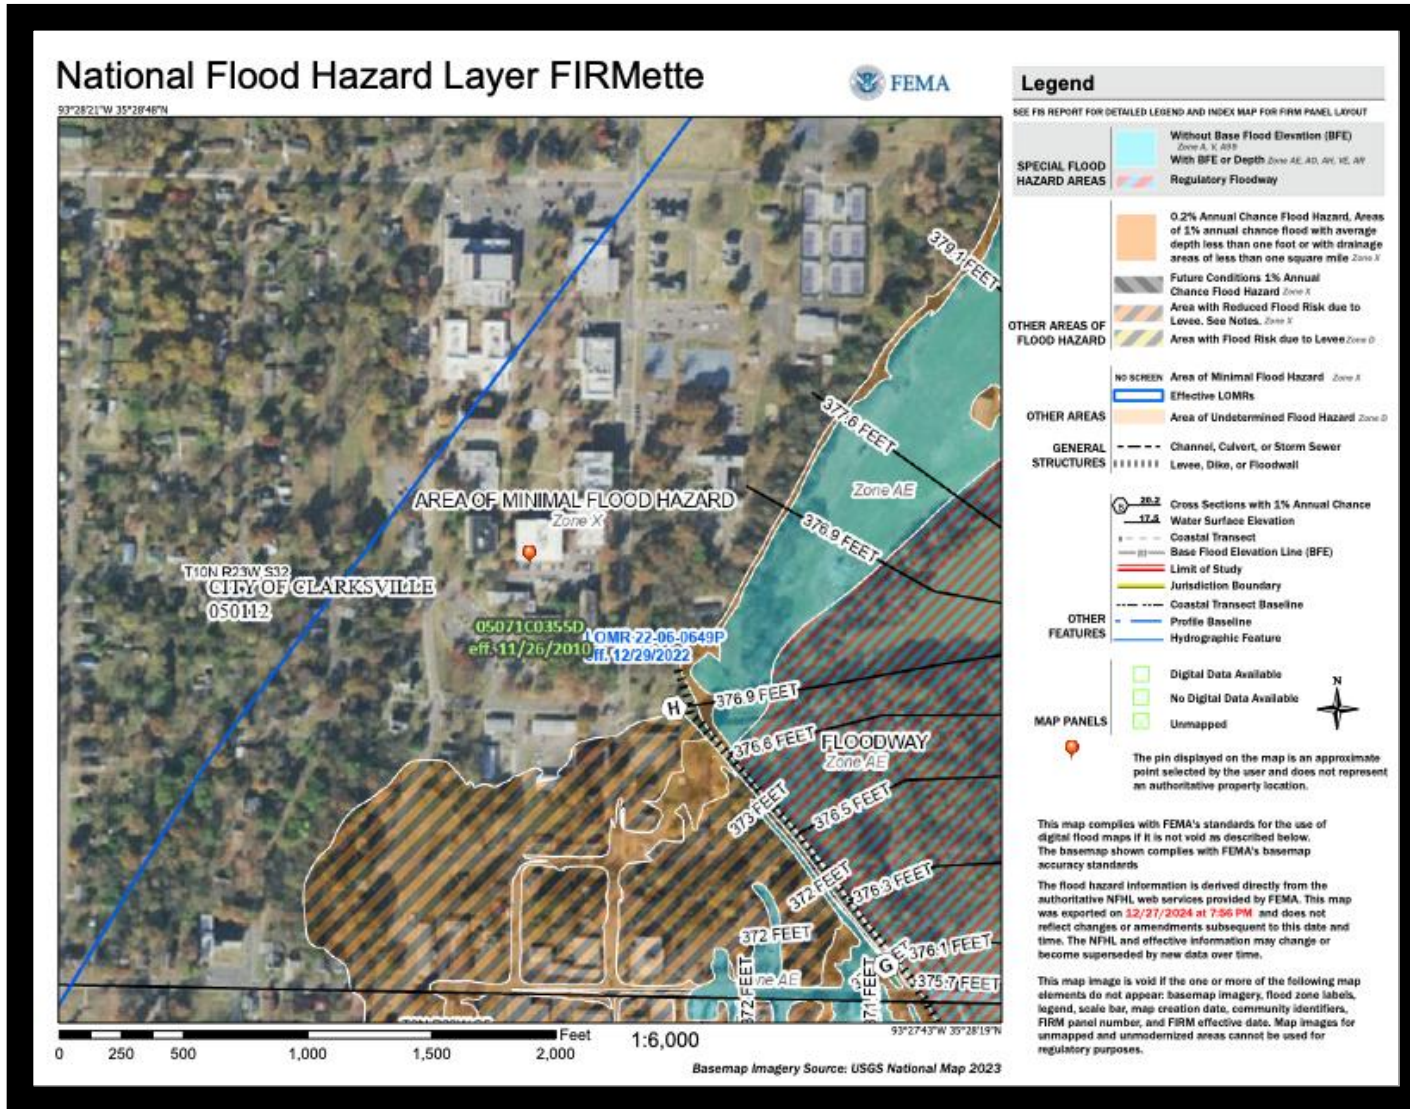 National Flood Hazard Layer FIRMette
FEMA
93°28'21"W 35°28'48"N
379.1 FEET
377.6 FEET
Zone AE
376.9 FEET
AREA OF MINIMAL FLOOD HAZARD
Zone X
T10N R23W S32
CITY OF CLARKSVILLE
050112
05071C0355D
eff. 11/26/2010
LOMR 22-06-0649P
eff. 12/29/2022
H
376.9 FEET
376.6 FEET
FLOODWAY
Zone AE
373 FEET
376.5 FEET
372 FEET
376.3 FEET
372 FEET
376.1 FEET
G
375.7 FEET
372 FEET
ne AE
371 FEET
93°27'43"W 35°28'19"N
Feet
1:6,000
0
250
500
1,000
1,500
2,000
Basemap Imagery Source: USGS National Map 2023
Legend
SEE FIS REPORT FOR DETAILED LEGEND AND INDEX MAP FOR FIRM PANEL LAYOUT
SPECIAL FLOOD
HAZARD AREAS
Without Base Flood Elevation (BFE)
Zone A, V, A99
With BFE or Depth Zone AE, AO, AH, VE, AR
Regulatory Floodway
OTHER AREAS OF
FLOOD HAZARD
0.2% Annual Chance Flood Hazard, Areas
of 1% annual chance flood with average
depth less than one foot or with drainage
areas of less than one square mile Zone X
Future Conditions 1% Annual
Chance Flood Hazard Zone X
Area with Reduced Flood Risk due to
Levee. See Notes. Zone X
Area with Flood Risk due to Levee Zone D
OTHER AREAS
NO SCREEN Area of Minimal Flood Hazard Zone X
Effective LOMRs
Area of Undetermined Flood Hazard Zone D
GENERAL
STRUCTURES
Channel, Culvert, or Storm Sewer
Levee, Dike, or Floodwall
OTHER
FEATURES
B 20.2 Cross Sections with 1% Annual Chance
17.5 Water Surface Elevation
Coastal Transect
Base Flood Elevation Line (BFE)
Limit of Study
Jurisdiction Boundary
Coastal Transect Baseline
Profile Baseline
Hydrographic Feature
MAP PANELS
Digital Data Available
No Digital Data Available
Unmapped
N
The pin displayed on the map is an approximate
point selected by the user and does not represent
an authoritative property location.
This map complies with FEMA's standards for the use of
digital flood maps if it is not void as described below.
The basemap shown complies with FEMA's basemap
accuracy standards
The flood hazard information is derived directly from the
authoritative NFHL web services provided by FEMA. This map
was exported on 12/27/2024 at 7:56 PM and does not
reflect changes or amendments subsequent to this date and
time. The NFHL and effective information may change or
become superseded by new data over time.
This map image is void if the one or more of the following map
elements do not appear: basemap imagery, flood zone labels,
legend, scale bar, map creation date, community identifiers,
FIRM panel number, and FIRM effective date. Map images for
unmapped and unmodernized areas cannot be used for
regulatory purposes.